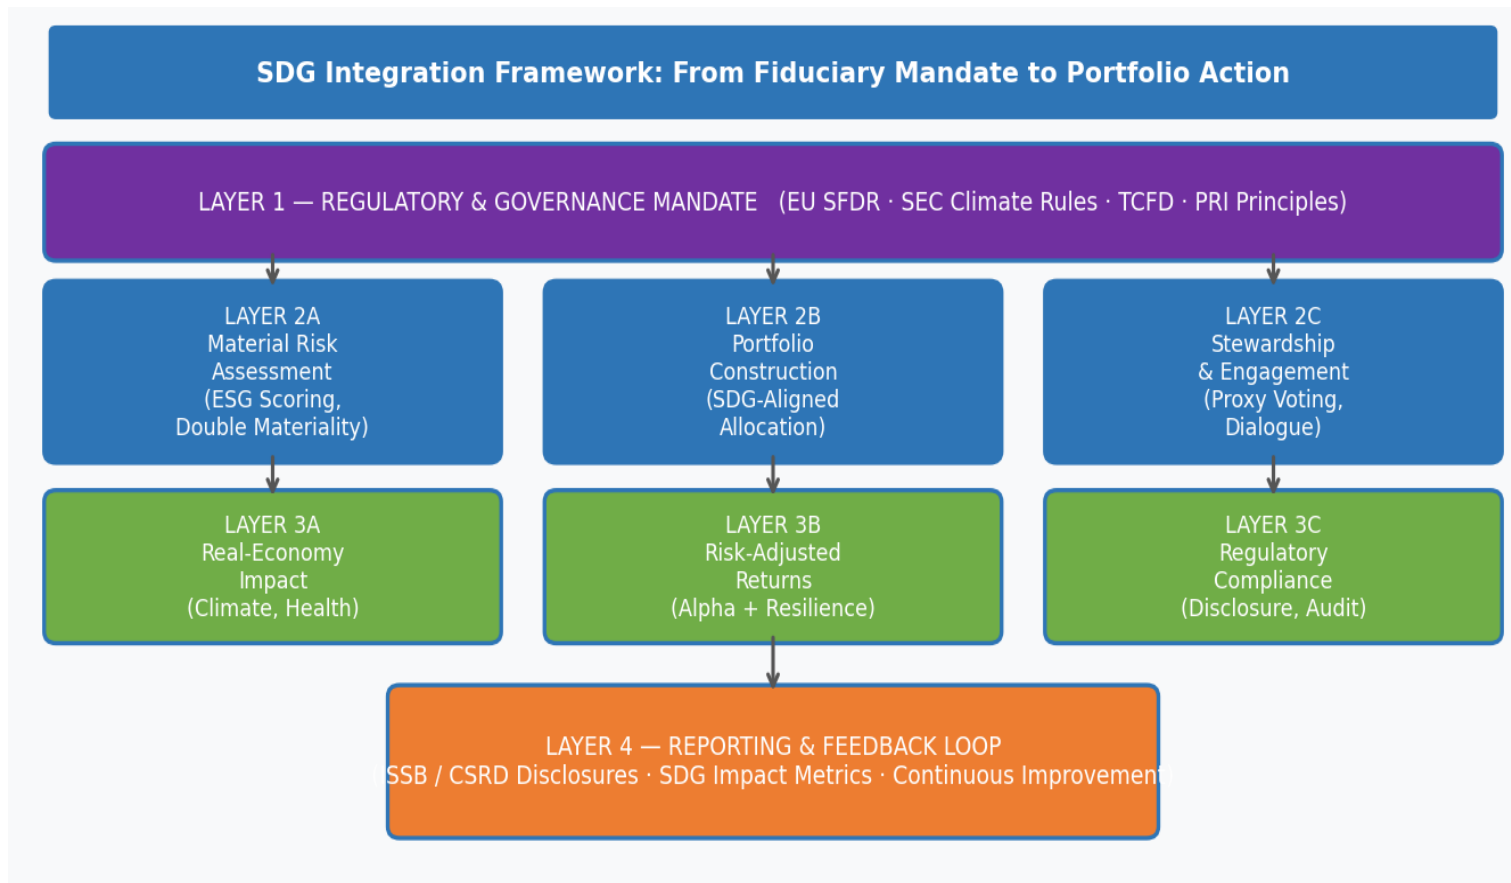 SDG Integration Framework: From Fiduciary Mandate to Portfolio Action
LAYER 1 — REGULATORY & GOVERNANCE MANDATE (EU SFDR · SEC Climate Rules · TCFD · PRI Principles)
LAYER 2A
Material Risk
Assessment
(ESG Scoring,
Double Materiality)
LAYER 2B
Portfolio
Construction
(SDG-Aligned
Allocation)
LAYER 2C
Stewardship
& Engagement
(Proxy Voting,
Dialogue)
LAYER 3A
Real-Economy
Impact
(Climate, Health)
LAYER 3B
Risk-Adjusted
Returns
(Alpha + Resilience)
LAYER 3C
Regulatory
Compliance
(Disclosure, Audit)
LAYER 4 — REPORTING & FEEDBACK LOOP
(ISSB / CSRD Disclosures · SDG Impact Metrics · Continuous Improvement)